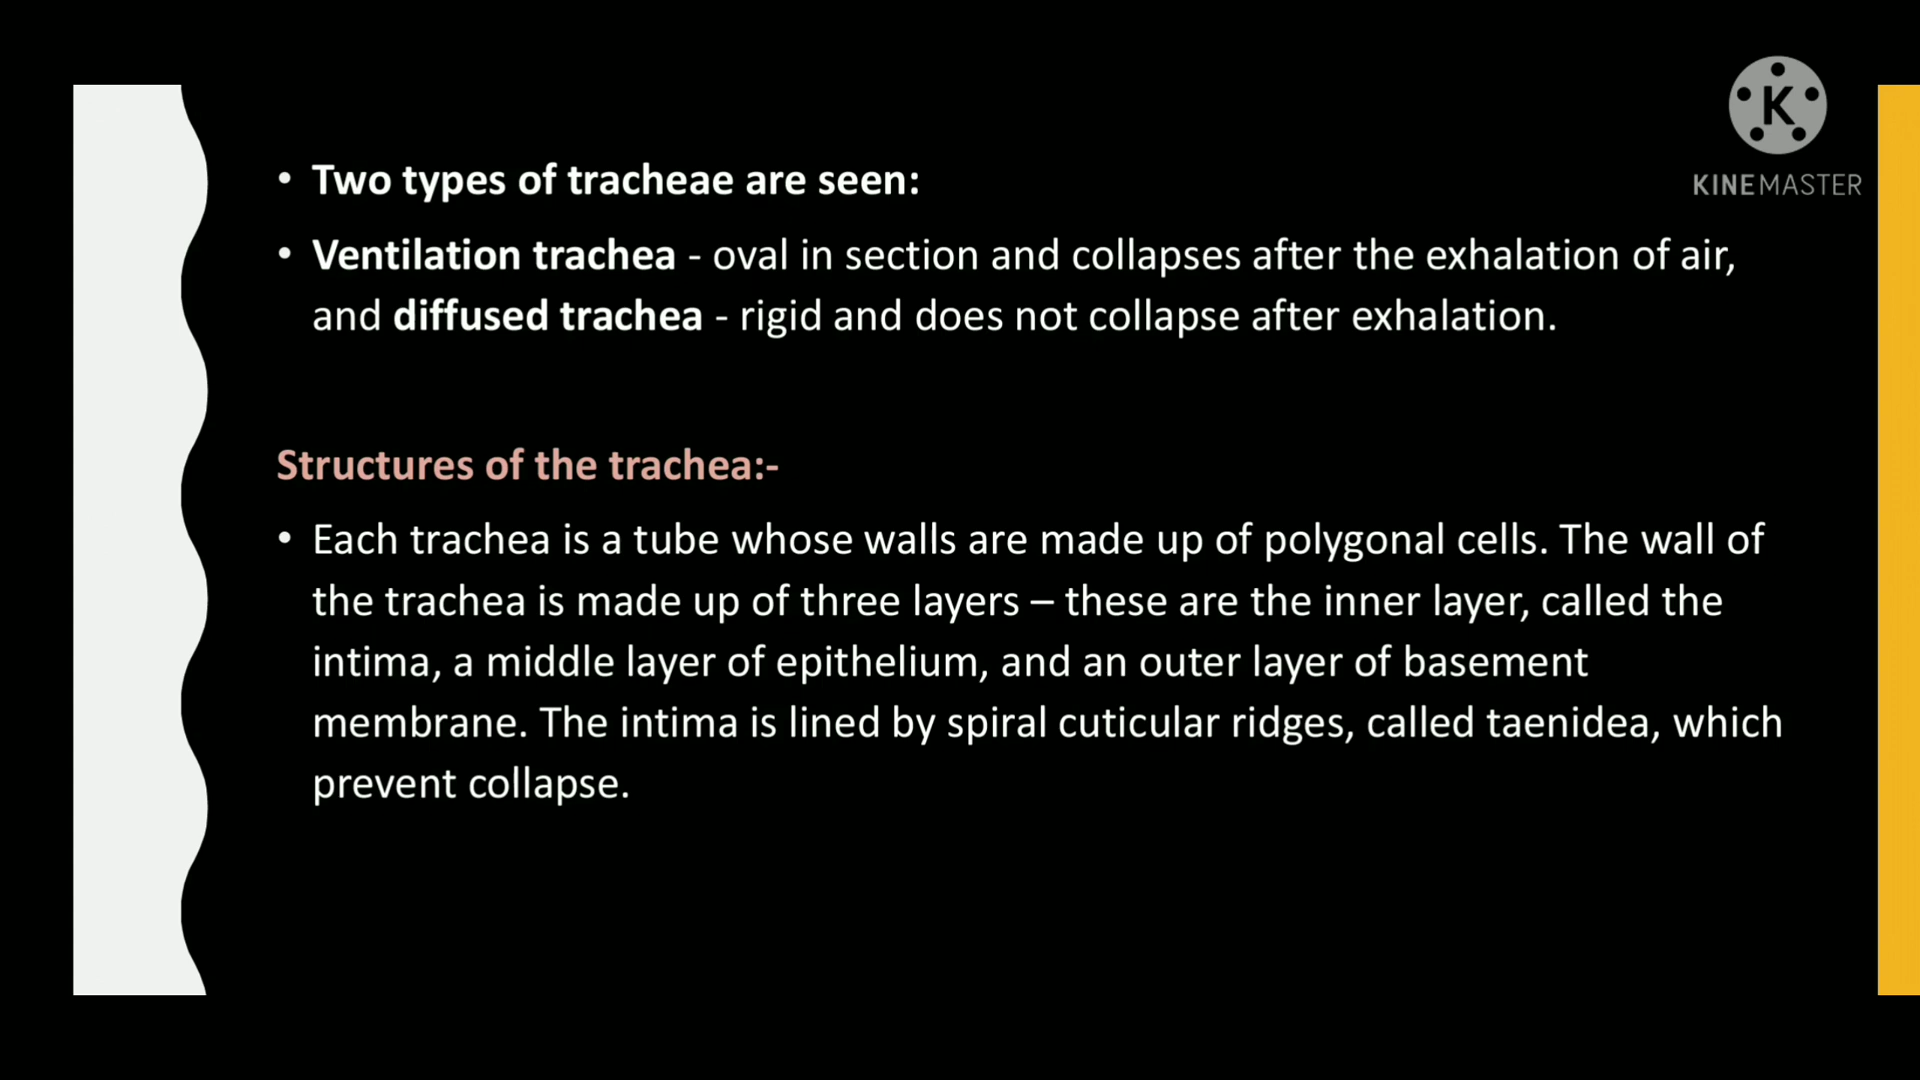 K
KINEMASTER
• Two types of tracheae are seen:
• Ventilation trachea - oval in section and collapses after the exhalation of air,
and diffused trachea - rigid and does not collapse after exhalation.
Structures of the trachea:-
• Each trachea is a tube whose walls are made up of polygonal cells. The wall of
the trachea is made up of three layers – these are the inner layer, called the
intima, a middle layer of epithelium, and an outer layer of basement
membrane. The intima is lined by spiral cuticular ridges, called taenidea, which
prevent collapse.